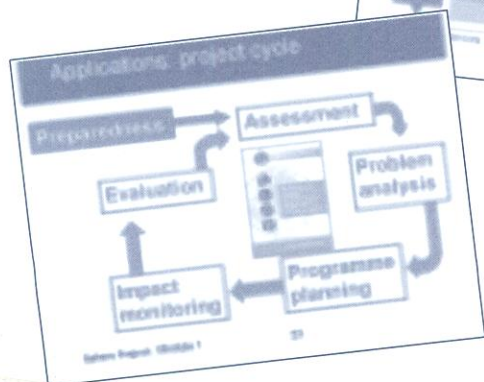 Applications: project cycle
Preparedness
Assessment
Evaluation
Problem
analysis
Impact
monitoring
Programme
planning